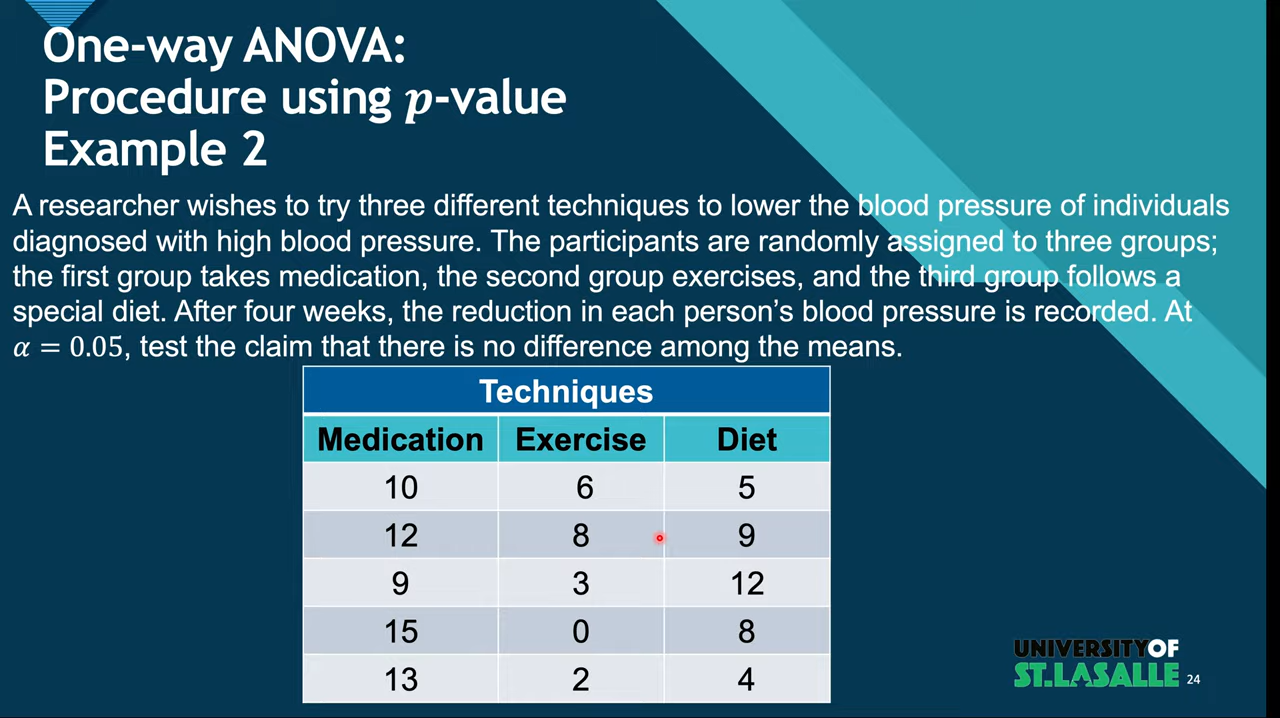 One-way ANOVA:
Procedure using 𝒑-value
Example 2
A researcher wishes to try three different techniques to lower the blood pressure of individuals
diagnosed with high blood pressure. The participants are randomly assigned to three groups;
the first group takes medication, the second group exercises, and the third group follows a
special diet. After four weeks, the reduction in each person’s blood pressure is recorded. At
𝛼 = 0.05, test the claim that there is no difference among the means.
Techniques
Medication Exercise Diet
10 6 5
12 8 9
9 3 12
15 0 8
13 2 4
UNIVERSITY OF
ST. LASALLE
24